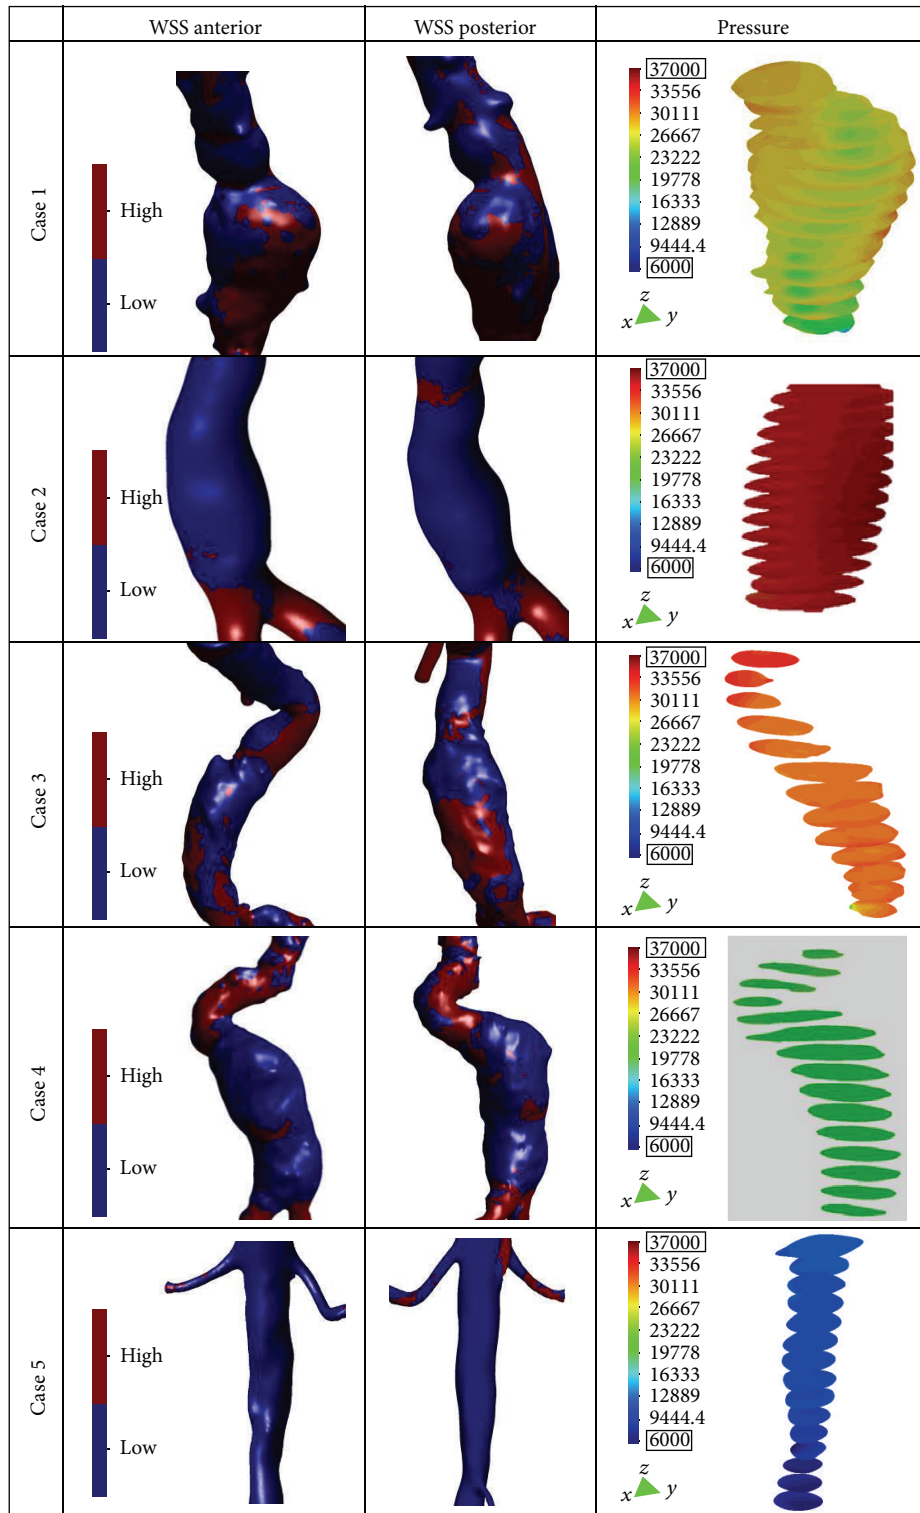 WSS anterior
WSS posterior
Pressure
Case 1
High
Low
37000
33556
30111
26667
23222
19778
16333
12889
9444.4
6000
z
x
y
Case 2
High
Low
37000
33556
30111
26667
23222
19778
16333
12889
9444.4
6000
z
x
y
Case 3
High
Low
37000
33556
30111
26667
23222
19778
16333
12889
9444.4
6000
z
x
y
Case 4
High
Low
37000
33556
30111
26667
23222
19778
16333
12889
9444.4
6000
z
x
y
Case 5
High
Low
37000
33556
30111
26667
23222
19778
16333
12889
9444.4
6000
z
x
y